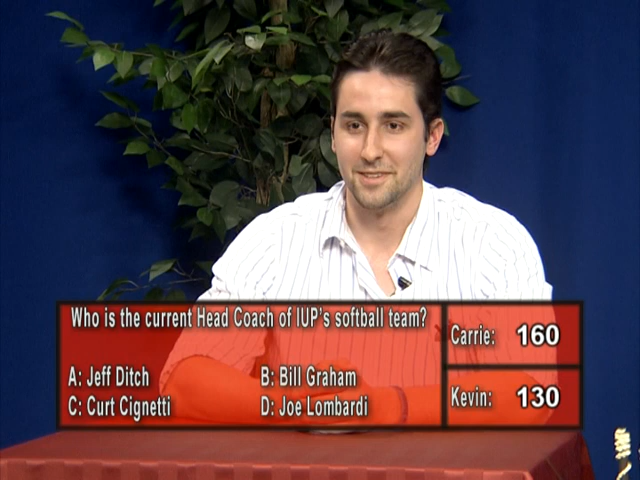 Who is the current Head Coach of IUP's softball team?
A: Jeff Ditch
B: Bill Graham
C: Curt Cignetti
D: Joe Lombardi
Carrie: 160
Kevin: 130